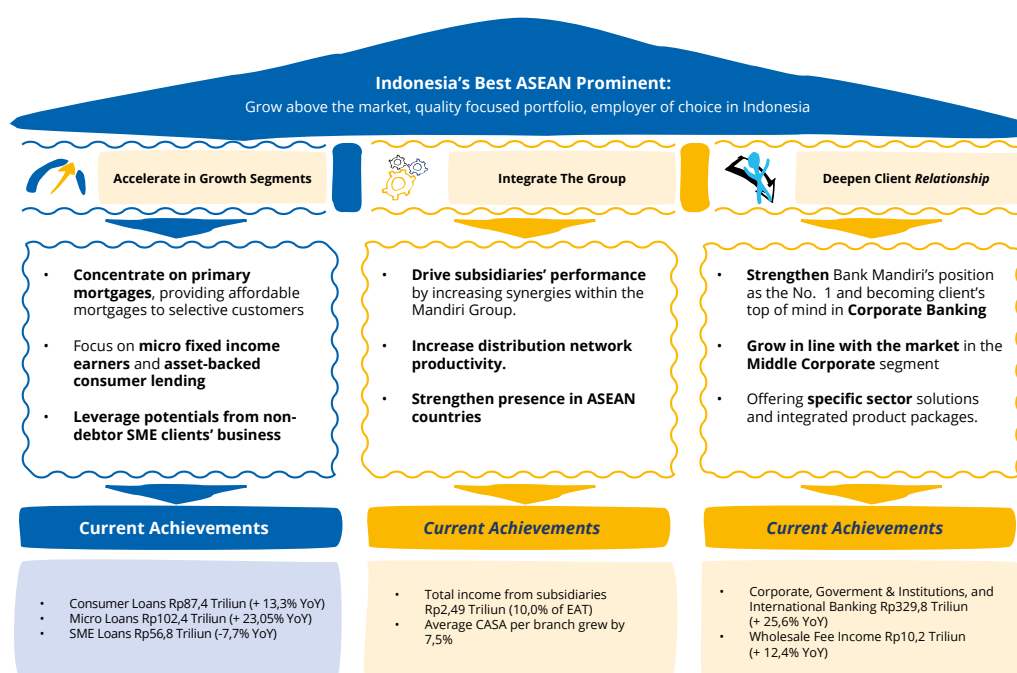 Indonesia's Best ASEAN Prominent:
Grow above the market, quality focused portfolio, employer of choice in Indonesia
Accelerate in Growth Segments
• Concentrate on primary
mortgages, providing affordable
mortgages to selective customers
• Focus on micro fixed income
earners and asset-backed
consumer lending
• Leverage potentials from non-
debtor SME clients' business
Current Achievements
• Consumer Loans Rp87,4 Triliun (+ 13,3% YoY)
• Micro Loans Rp102,4 Triliun (+ 23,05% YoY)
• SME Loans Rp56,8 Triliun (-7,7% YoY)
Integrate The Group
• Drive subsidiaries' performance
by increasing synergies within the
Mandiri Group.
• Increase distribution network
productivity.
• Strengthen presence in ASEAN
countries
Current Achievements
• Total income from subsidiaries
Rp2,49 Triliun (10,0% of EAT)
• Average CASA per branch grew by
7,5%
Deepen Client Relationship
• Strengthen Bank Mandiri's position
as the No. 1 and becoming client's
top of mind in Corporate Banking
• Grow in line with the market in the
Middle Corporate segment
• Offering specific sector solutions
and integrated product packages.
Current Achievements
• Corporate, Goverment & Institutions, and
International Banking Rp329,8 Triliun
(+ 25,6% YoY)
• Wholesale Fee Income Rp10,2 Triliun
(+ 12,4% YoY)